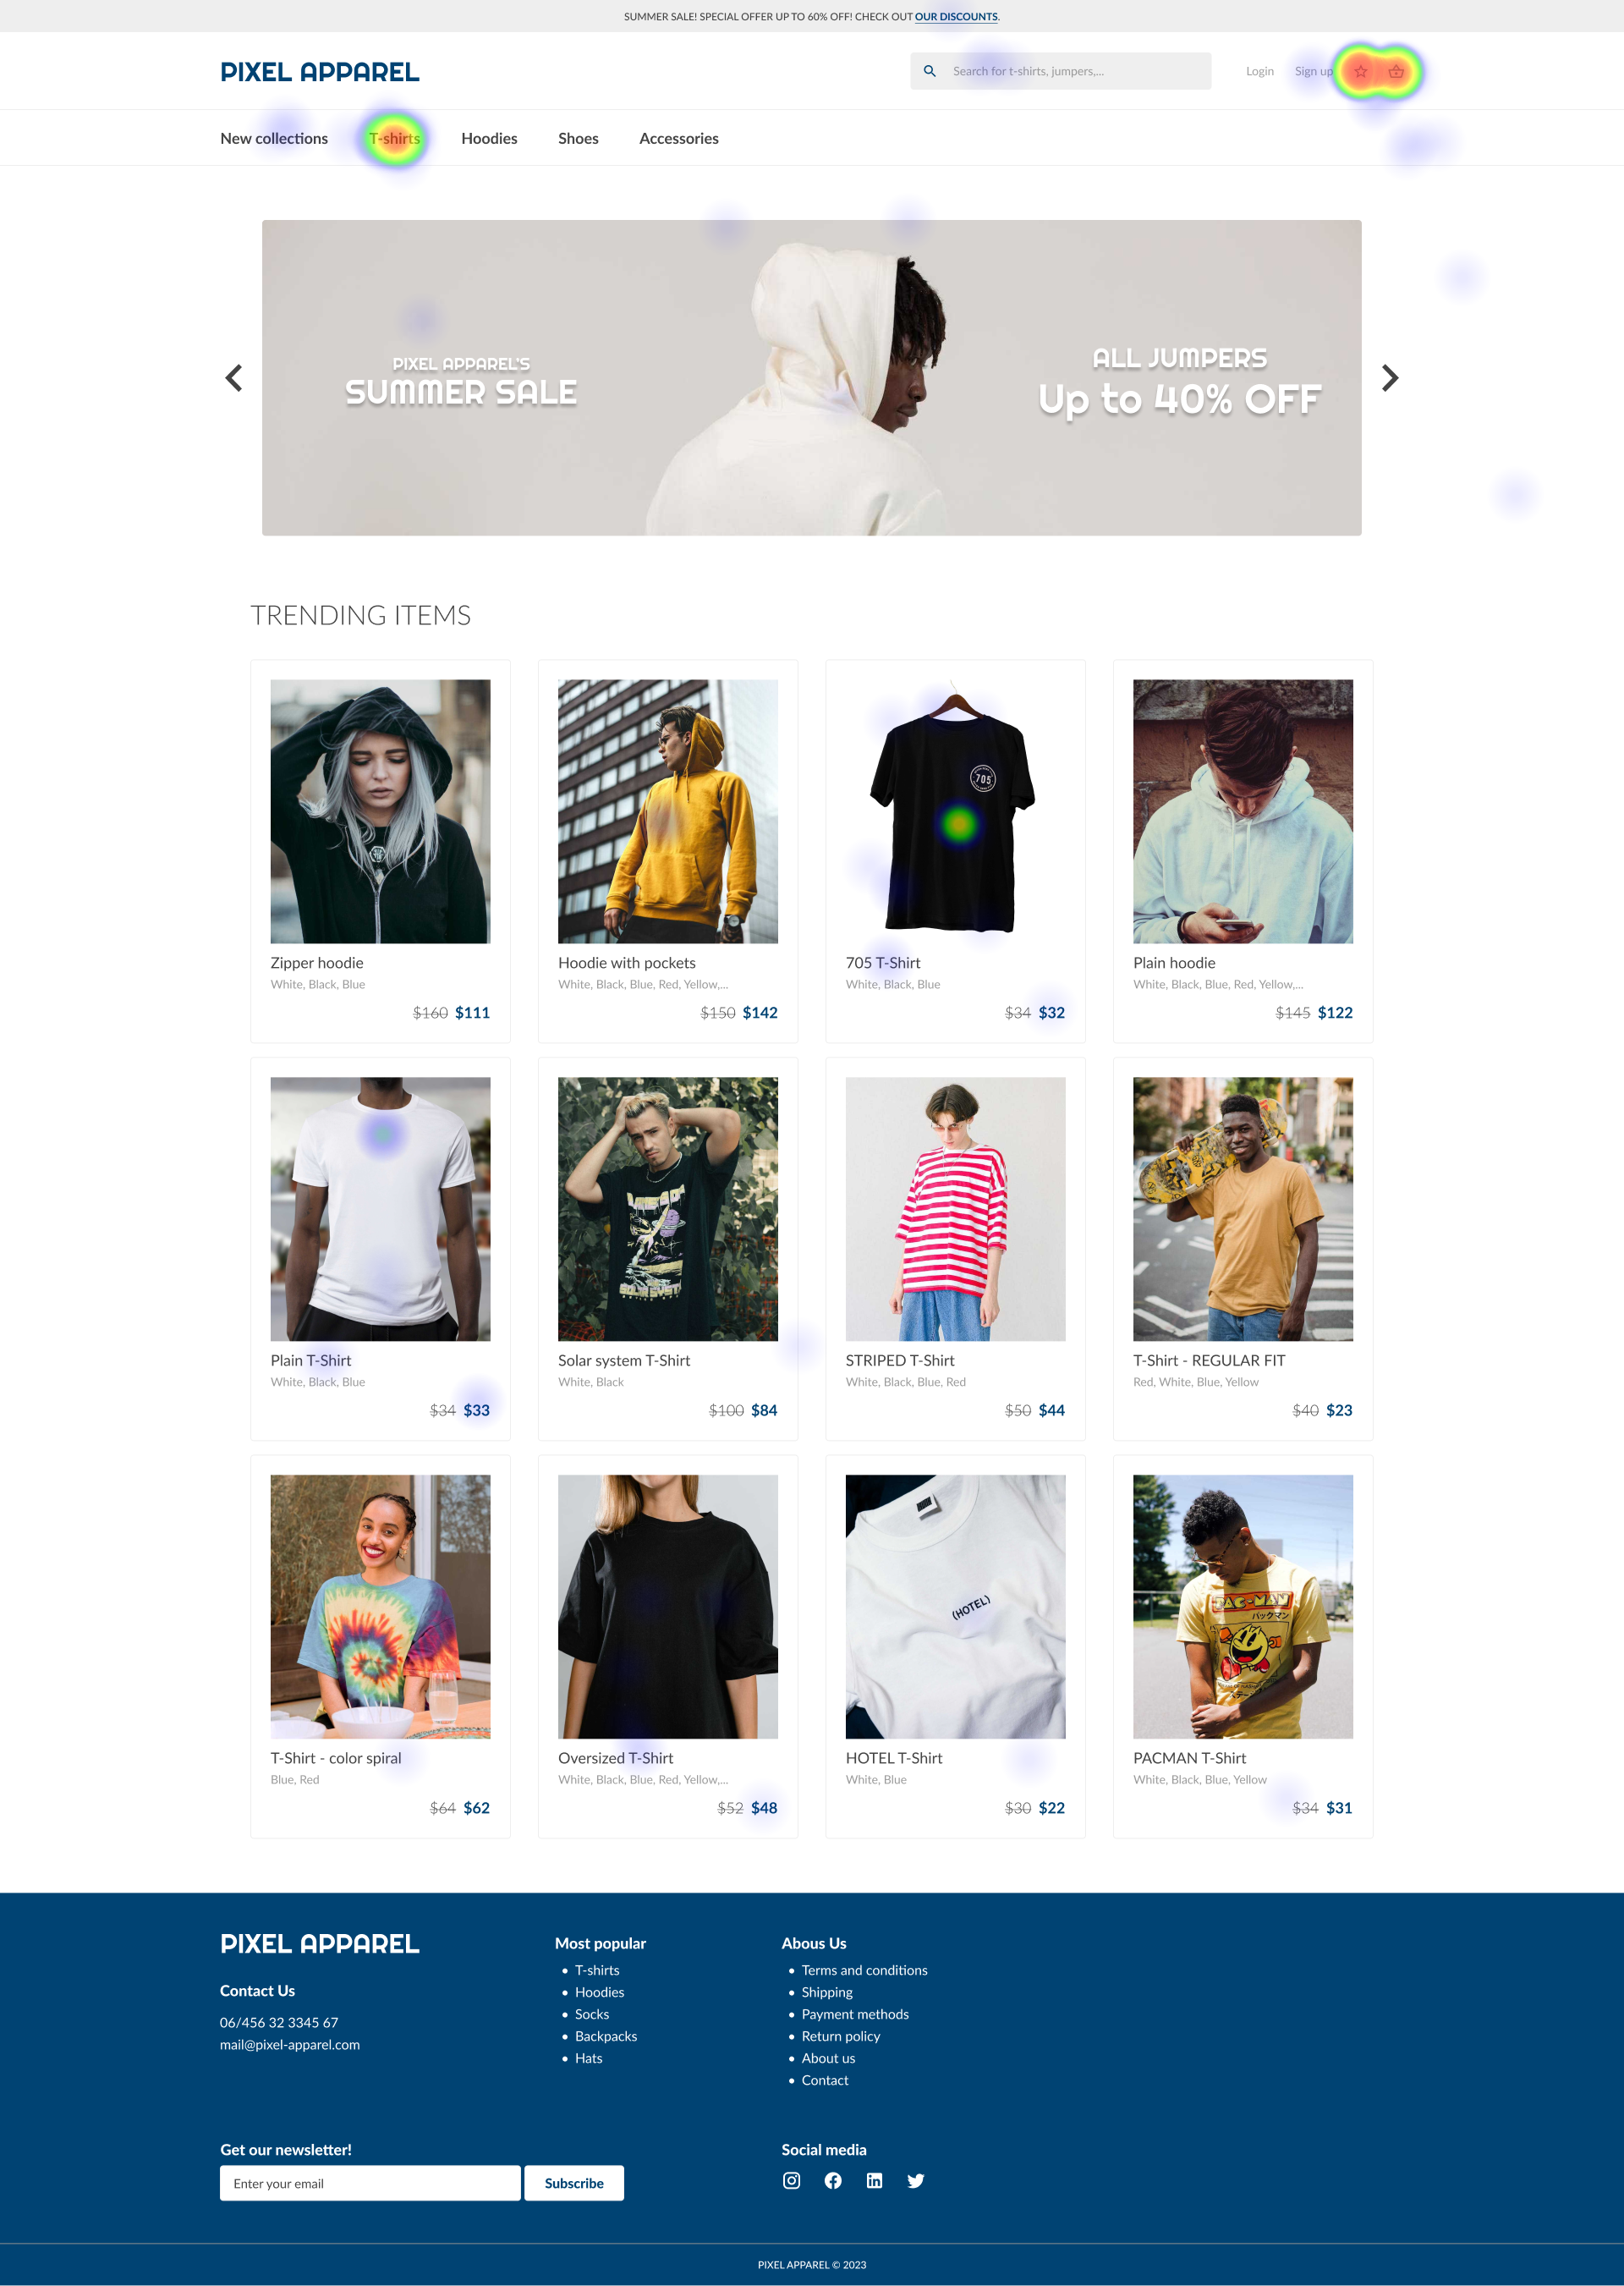 SUMMER SALE! SPECIAL OFFER UP TO 60% OFF! CHECK OUT OUR DISCOUNTS.
PIXEL APPAREL
Search for t-shirts, jumpers,...
Login
Sign up
New collections
T-shirts
Hoodies
Shoes
Accessories
PIXEL APPAREL'S
SUMMER SALE
ALL JUMPERS
Up to 40% OFF
TRENDING ITEMS
Zipper hoodie
White, Black, Blue
$160 $111
Hoodie with pockets
White, Black, Blue, Red, Yellow,...
$150 $142
705
705 T-Shirt
White, Black, Blue
$34 $32
Plain hoodie
White, Black, Blue, Red, Yellow,...
$145 $122
Plain T-Shirt
White, Black, Blue
$34 $33
Solar system T-Shirt
White, Black
$100 $84
STRIPED T-Shirt
White, Black, Blue, Red
$50 $44
T-Shirt - REGULAR FIT
Red, White, Blue, Yellow
$40 $23
T-Shirt - color spiral
Blue, Red
$64 $62
Oversized T-Shirt
White, Black, Blue, Red, Yellow,...
$52 $48
(HOTEL)
HOTEL T-Shirt
White, Blue
$30 $22
PAC-MAN
パックマン
PACMAN T-Shirt
White, Black, Blue, Yellow
$34 $31
PIXEL APPAREL
Contact Us
06/456 32 3345 67
mail@pixel-apparel.com
Most popular
T-shirts
Hoodies
Socks
Backpacks
Hats
Abous Us
Terms and conditions
Shipping
Payment methods
Return policy
About us
Contact
Get our newsletter!
Enter your email
Subscribe
Social media
PIXEL APPAREL © 2023